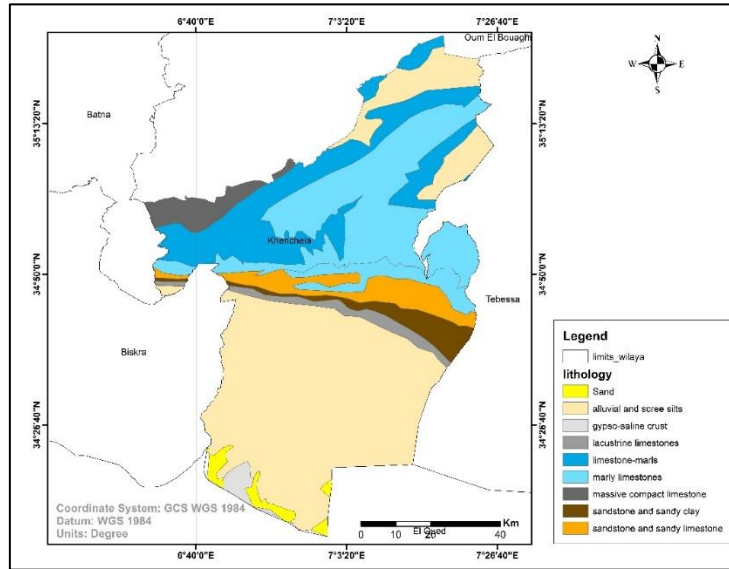 6°40'0"E 7°3'20"E 7°26'40"E
Oum El Bouagh
N
W E
S
Batna
35°13'20"N
35°13'20"N
Khenchela
34°50'0"N
34°50'0"N
Tebessa
Biskra
34°26'40"N
34°26'40"N
Legend
limits_wilaya
lithology
Sand
alluvial and scree silts
gypso-saline crust
lacustrine limestones
limestone-marls
marly limestones
massive compact limestone
sandstone and sandy clay
sandstone and sandy limestone
Coordinate System: GCS WGS 1984
Datum: WGS 1984
Units: Degree
Km
0 10 20 40
El Oued
6°40'0"E 7°3'20"E 7°26'40"E